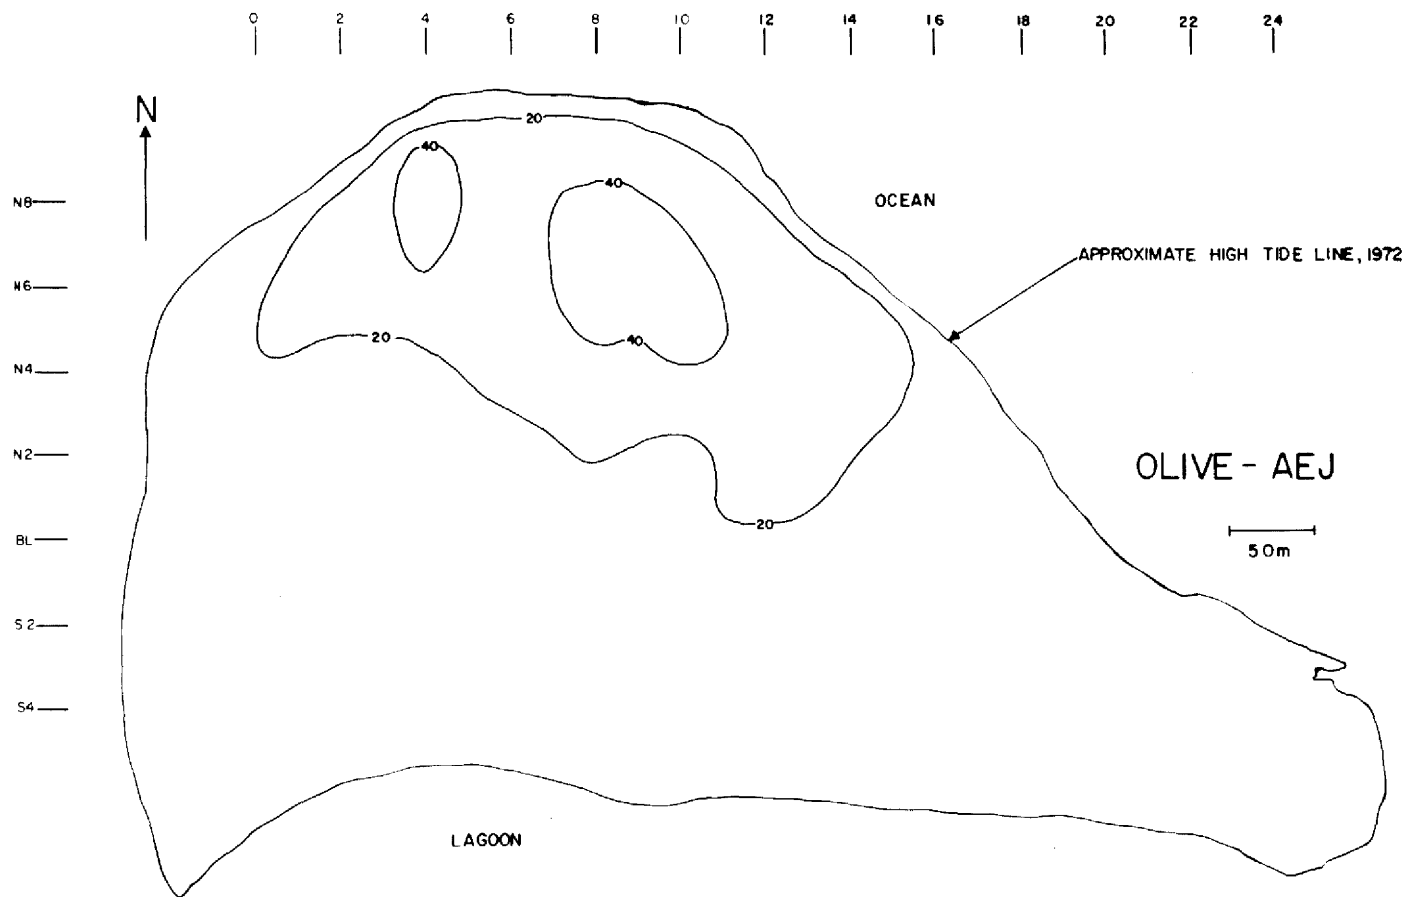 0 2 4 6 8 10 12 14 16 18 20 22 24
N
20
40
40
N8
OCEAN
APPROXIMATE HIGH TIDE LINE, 1972
N6
20
40
N4
N2
OLIVE - AEJ
20
BL
50m
S2
S4
LAGOON